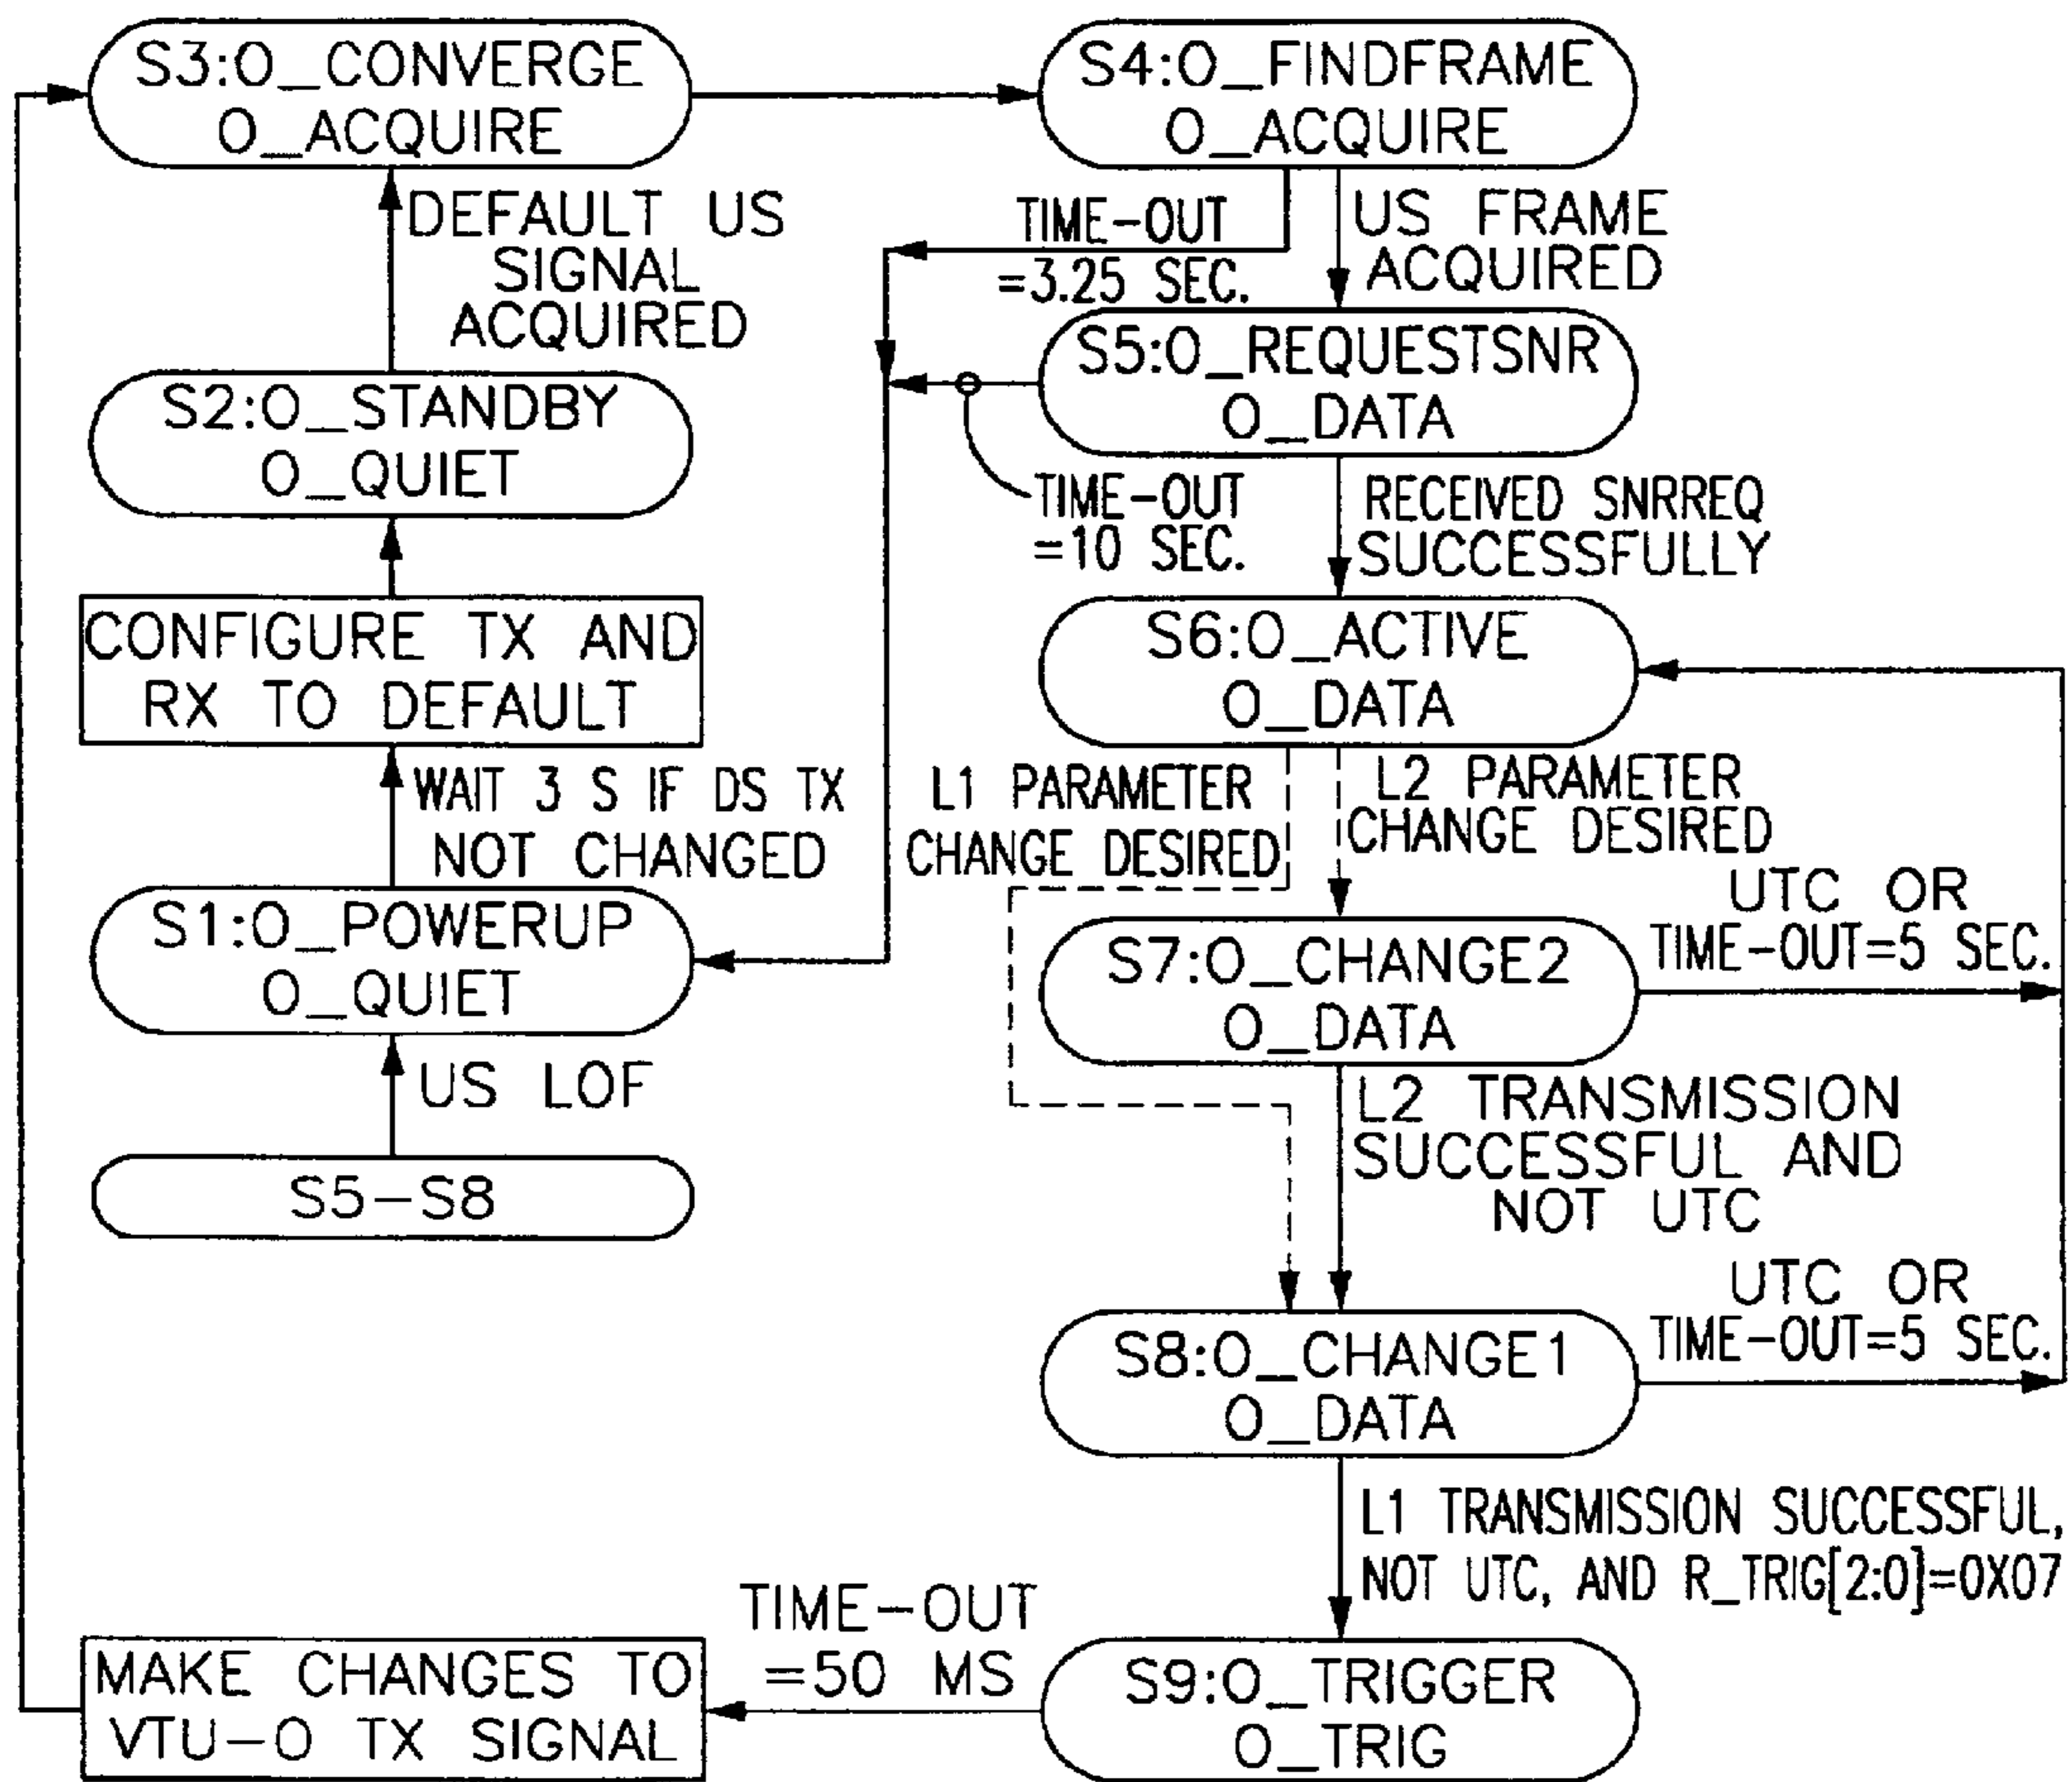 S3:O_CONVERGE
O_ACQUIRE
S4:O_FINDFRAME
O_ACQUIRE
DEFAULT US
SIGNAL
ACQUIRED
TIME-OUT
=3.25 SEC.
US FRAME
ACQUIRED
S2:O_STANDBY
O_QUIET
S5:O_REQUESTSNR
O_DATA
TIME-OUT
=10 SEC.
RECEIVED SNRREQ
SUCCESSFULLY
CONFIGURE TX AND
RX TO DEFAULT
S6:O_ACTIVE
O_DATA
WAIT 3 S IF DS TX
NOT CHANGED
L1 PARAMETER
CHANGE DESIRED
L2 PARAMETER
CHANGE DESIRED
S1:O_POWERUP
O_QUIET
S7:O_CHANGE2
O_DATA
UTC OR
TIME-OUT=5 SEC.
US LOF
L2 TRANSMISSION
SUCCESSFUL AND
NOT UTC
S5-S8
S8:O_CHANGE1
O_DATA
UTC OR
TIME-OUT=5 SEC.
L1 TRANSMISSION SUCCESSFUL,
NOT UTC, AND R_TRIG[2:0]=0X07
TIME-OUT
=50 MS
MAKE CHANGES TO
VTU-O TX SIGNAL
S9:O_TRIGGER
O_TRIG